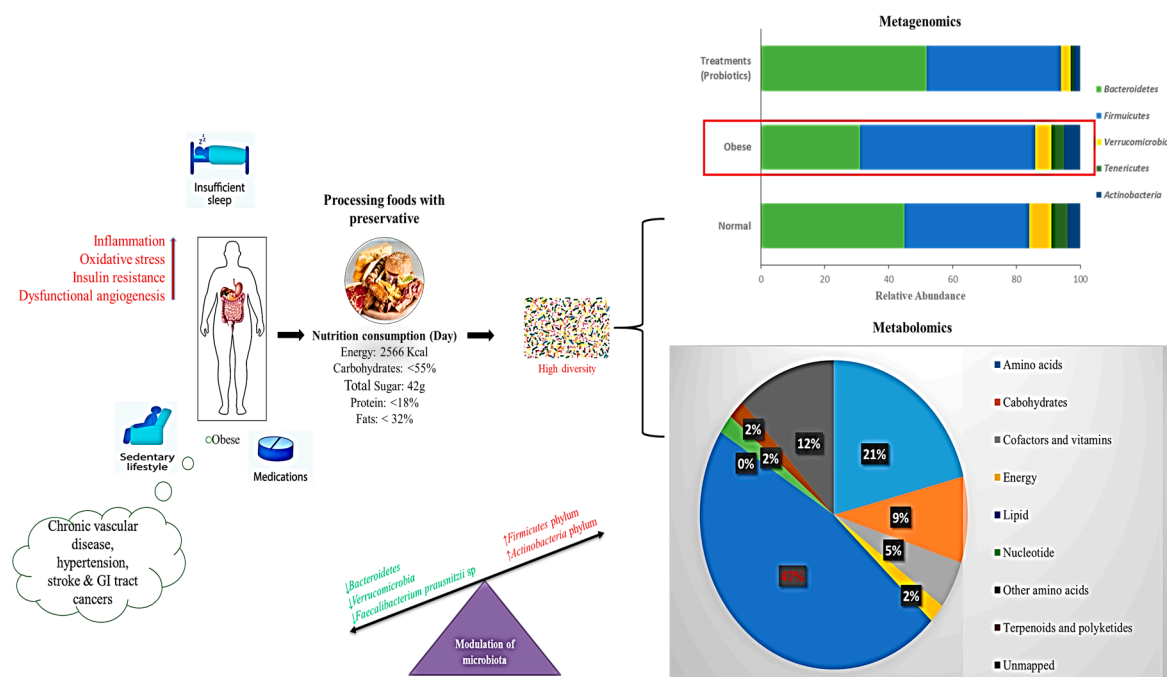 Insufficient
sleep
Inflammation
Oxidative stress
Insulin resistance
Dysfunctional angiogenesis
Obese
Sedentary
lifestyle
Medications
Chronic vascular
disease,
hypertension,
stroke & GI tract
cancers
Processing foods with
preservative
Nutrition consumption (Day)
Energy: 2566 Kcal
Carbohydrates: <55%
Total Sugar: 42g
Protein: <18%
Fats: < 32%
High diversity
↓Bacteroidetes
↓Verrucomicrobia
↓Faecalibacterium prausnitzii sp
↑Firmicutes phylum
↑Actinobacteria phylum
Modulation of
microbiota
Metagenomics
Treatments
(Probiotics)
Obese
Normal
0 20 40 60 80 100
Relative Abundance
Bacteroidetes
Firmuicutes
Verrucomicrobia
Tenericutes
Actinobacteria
Metabolomics
21%
9%
5%
2%
47%
0%
2%
2%
12%
Amino acids
Cabohydrates
Cofactors and vitamins
Energy
Lipid
Nucleotide
Other amino acids
Terpenoids and polyketides
Unmapped